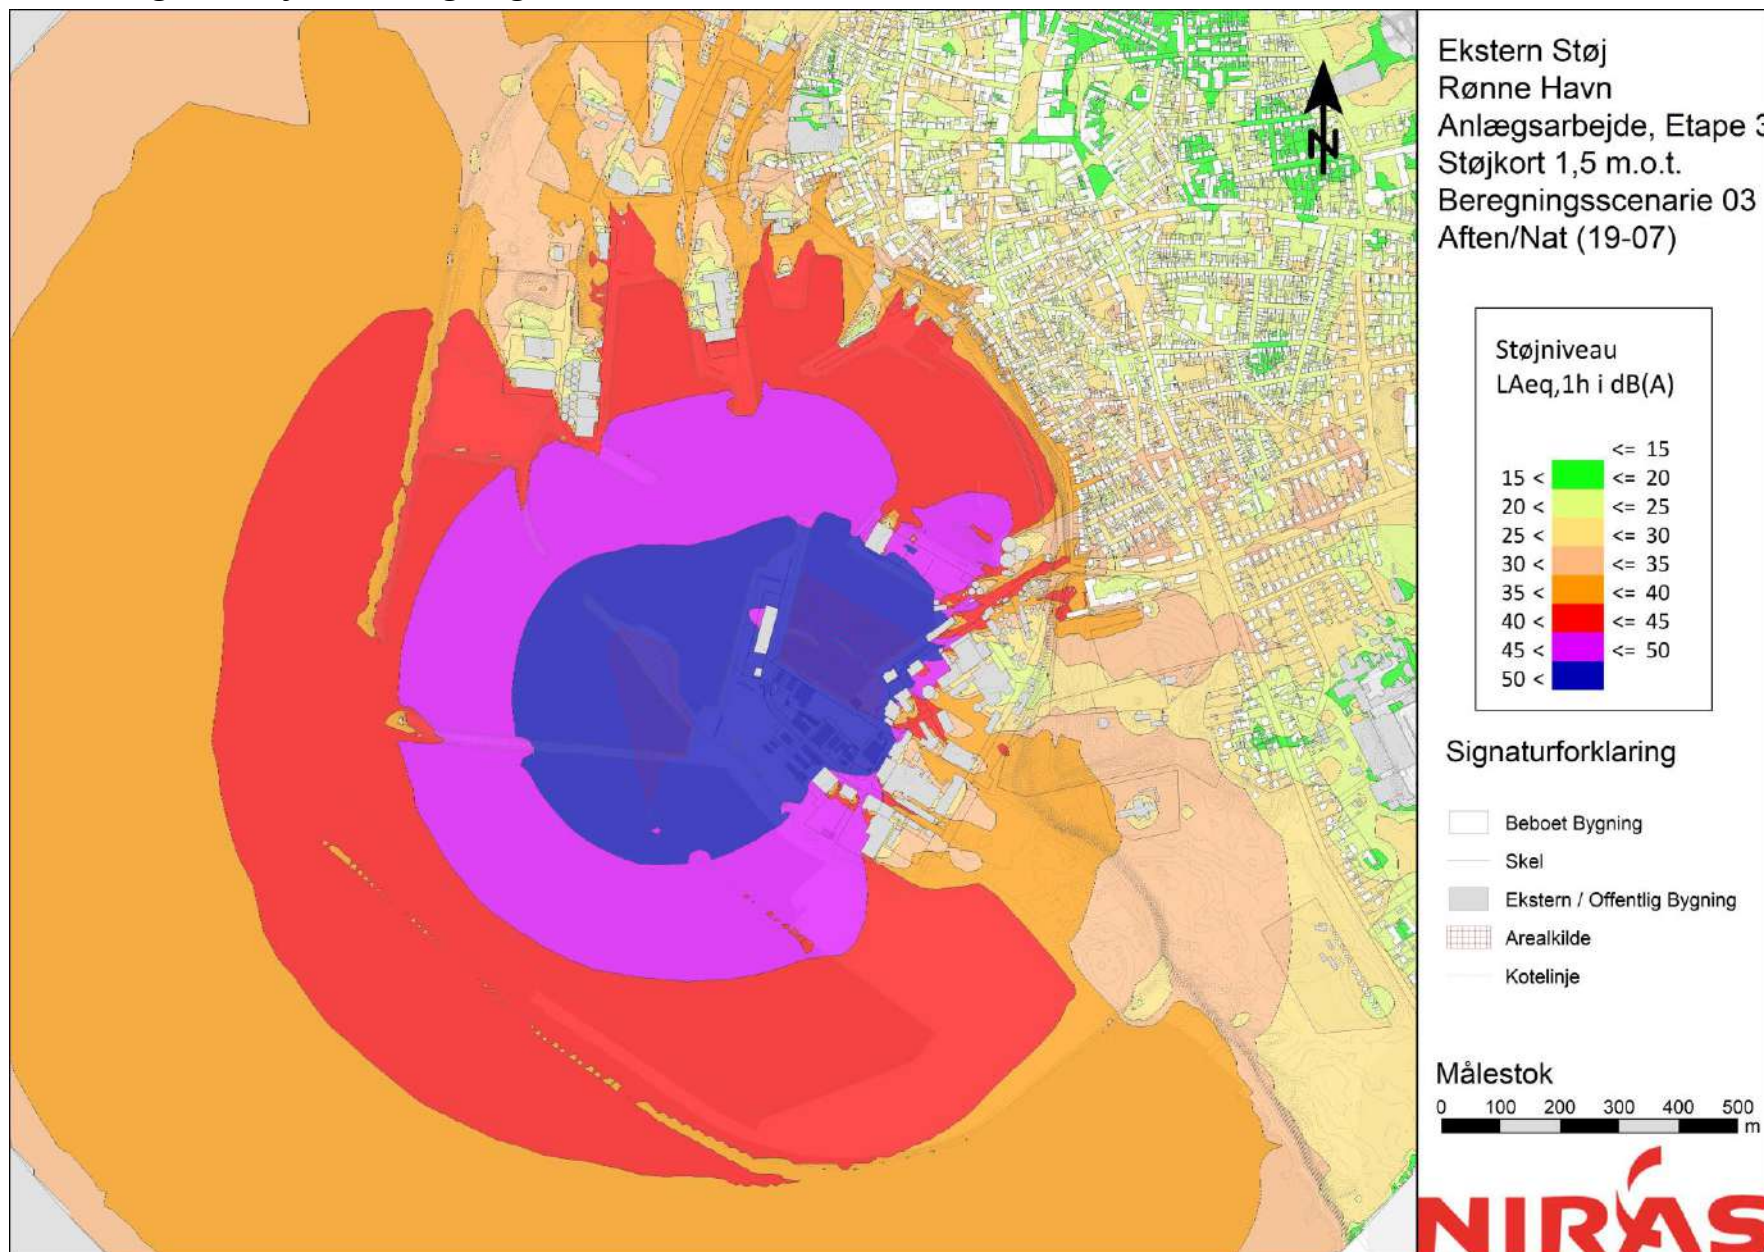 Ekstern Støj
Rønne Havn
Anlægsarbejde, Etape 3
Støjkort 1,5 m.o.t.
Beregningsscenarie 03
Aften/Nat (19-07)
N
Støjniveau
LAeq,1h i dB(A)
<= 15
15 < <= 20
20 < <= 25
25 < <= 30
30 < <= 35
35 < <= 40
40 < <= 45
45 < <= 50
50 <
Signaturforklaring
Beboet Bygning
Skel
Ekstern / Offentlig Bygning
Arealkilde
Kotelinje
Målestok
0 100 200 300 400 500
m
NIRAS